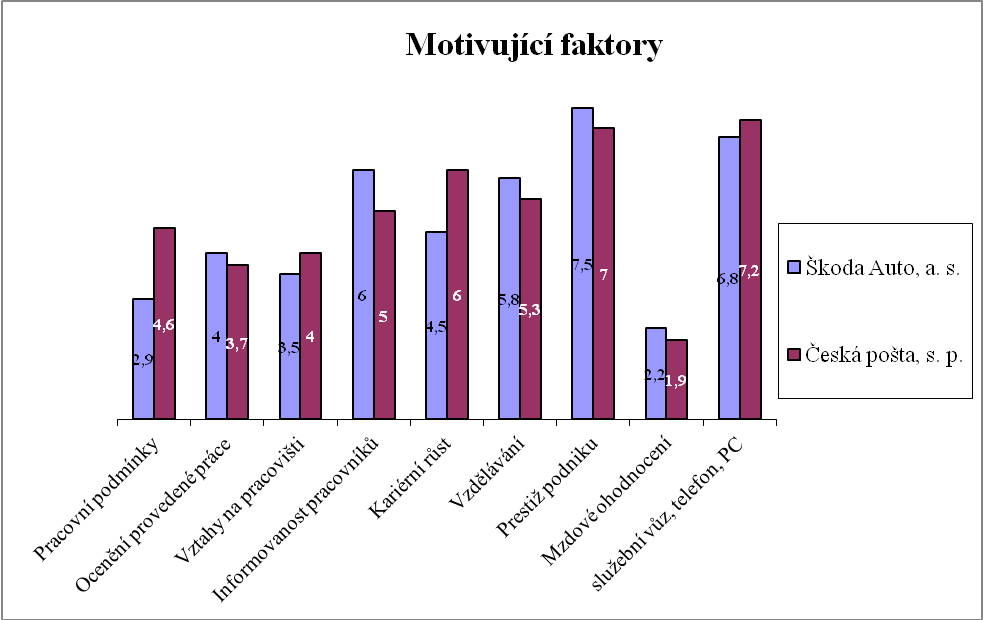 Motivující faktory
2,9
4,6
4
3,7
3,5
4
6
5
4,5
6
5,8
5,3
7,5
7
2,2
1,9
6,8
7,2
Škoda Auto, a. s.
Česká pošta, s. p.
Pracovní podmínky
Ocenění provedené práce
Vztahy na pracovišti
Informovanost pracovníků
Kariérní růst
Vzdělávání
Prestiž podniku
Mzdové ohodnocení
služební vůz, telefon, PC